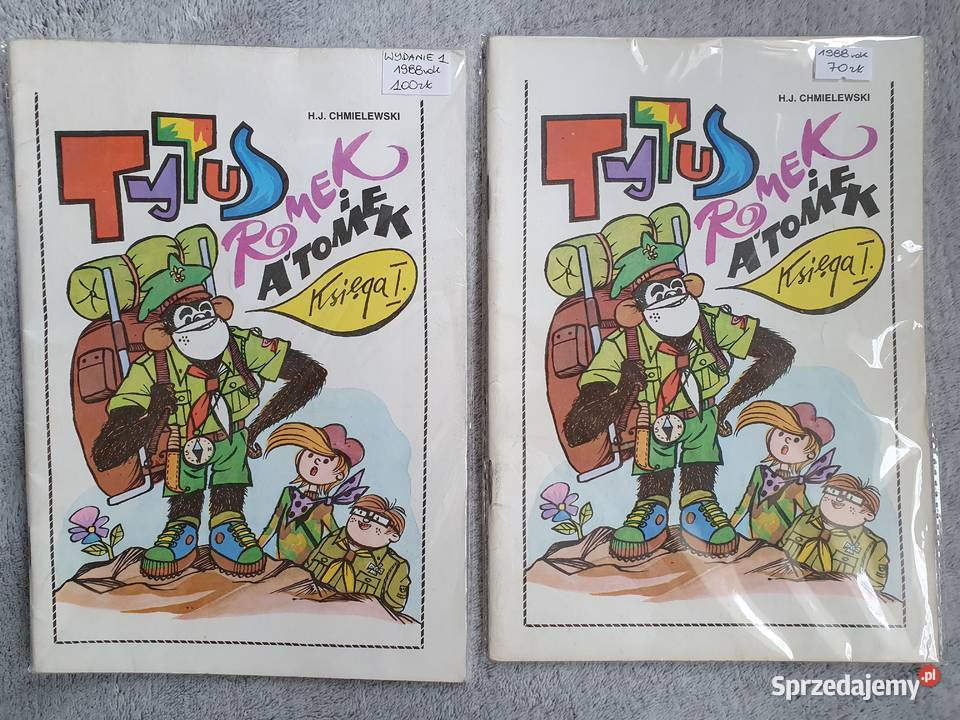 WYDANIE 1
1988 rok
100 zł
H.J. CHMIELEWSKI
TYTUS
ROMEK
i
A'TOMEK
Księga I.
1988 rok
70 zł
H.J. CHMIELEWSKI
TYTUS
ROMEK
i
A'TOMEK
Księga I.
Sprzedajemy.pl